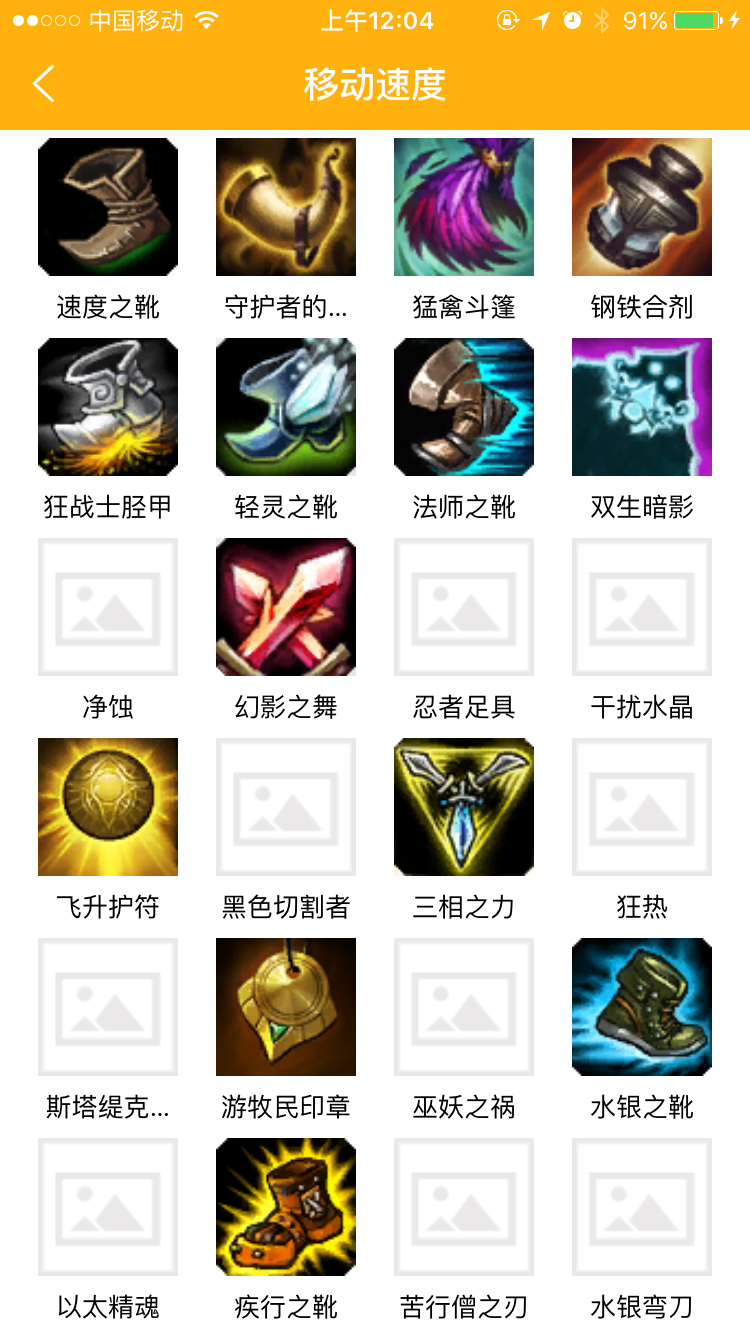 中国移动 上午12:04 91%
移动速度
速度之靴 守护者的... 猛禽斗篷 钢铁合剂
狂战士胫甲 轻灵之靴 法师之靴 双生暗影
净蚀 幻影之舞 忍者足具 干扰水晶
飞升护符 黑色切割者 三相之力 狂热
斯塔缇克... 游牧民印章 巫妖之祸 水银之靴
以太精魂 疾行之靴 苦行僧之刃 水银弯刀